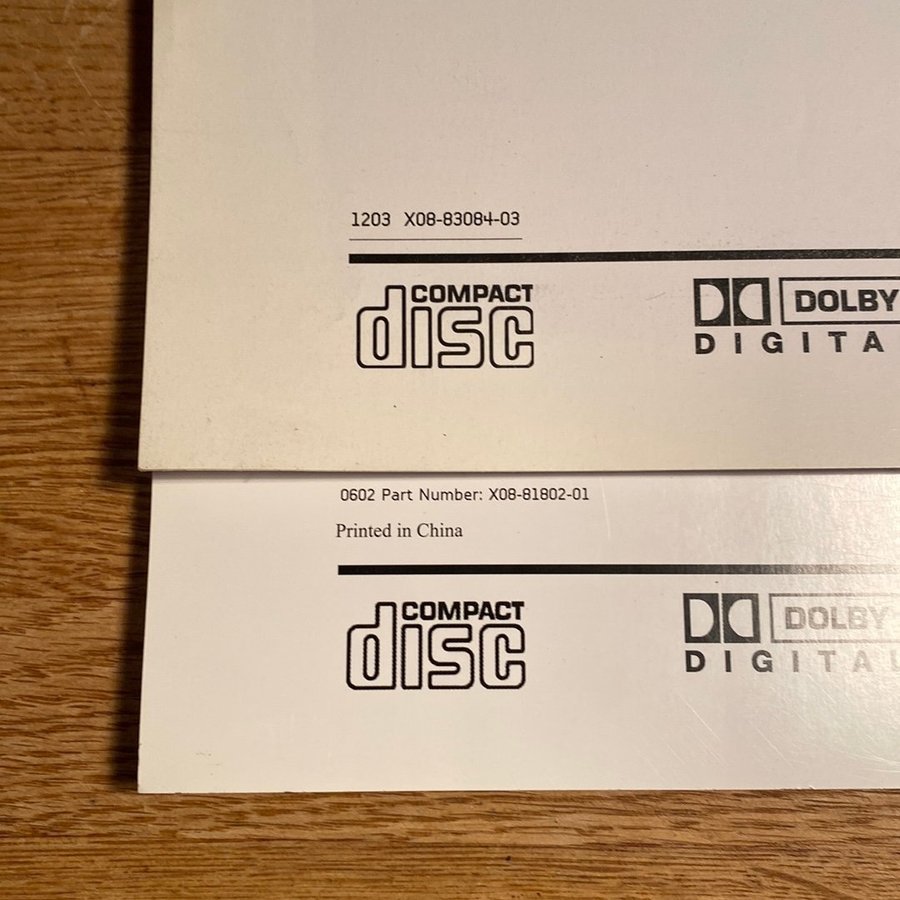 1203 X08-83084-03
COMPACT
disc
DOLBY
DIGITA
0602 Part Number: X08-81802-01
Printed in China
COMPACT
disc
DOLBY
DIGITAL